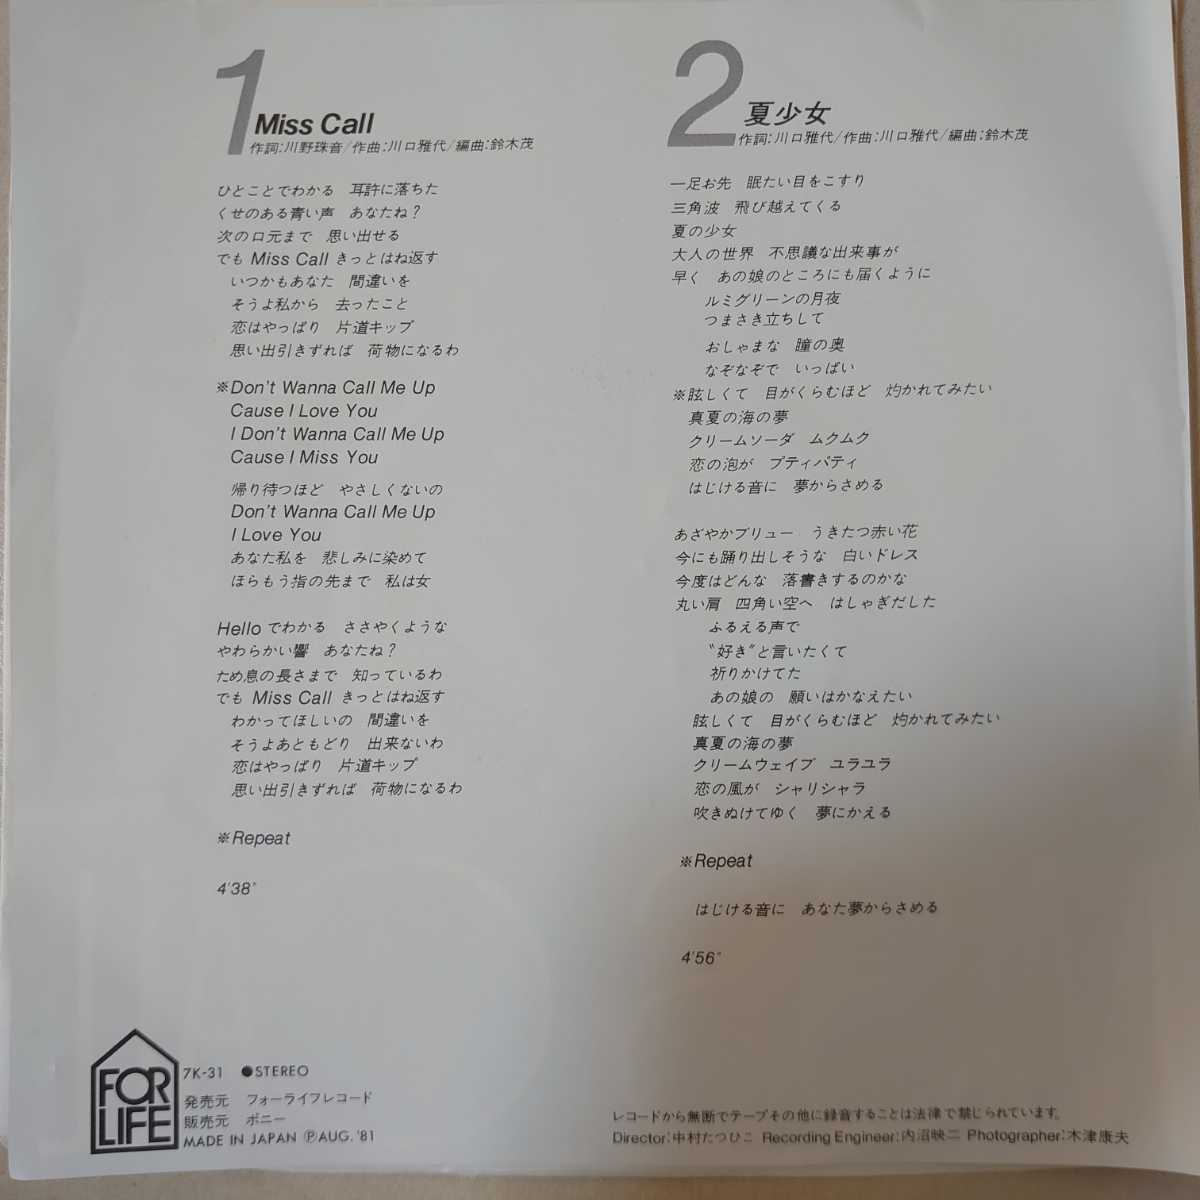 1
Miss Call
作詞:川野珠音/作曲:川口雅代/編曲:鈴木茂
ひとことでわかる 耳許に落ちた
くせのある青い声 あなたね?
次の口元まで 思い出せる
でも Miss Call きっとはね返す
いつかもあなた 間違いを
そうよ私から 去ったこと
恋はやっぱり 片道キップ
思い出引きずれば 荷物になるわ
※Don't Wanna Call Me Up
Cause I Love You
I Don't Wanna Call Me Up
Cause I Miss You
帰り待つほど やさしくないの
Don't Wanna Call Me Up
I Love You
あなた私を 悲しみに染めて
ほらもう指の先まで 私は女
Hello でわかる ささやくような
やわらかい響 あなたね?
ため息の長さまで 知っているわ
でも Miss Call きっとはね返す
わかってほしいの 間違いを
そうよあともどり 出来ないわ
恋はやっぱり 片道キップ
思い出引きずれば 荷物になるわ
※Repeat
4'38"
2
夏少女
作詞:川口雅代/作曲:川口雅代/編曲:鈴木茂
一足お先 眠たい目をこすり
三角波 飛び越えてくる
夏の少女
大人の世界 不思議な出来事が
早く あの娘のところにも届くように
ルミグリーンの月夜
つまさき立ちして
おしゃまな 瞳の奥
なぞなぞで いっぱい
※眩しくて 目がくらむほど 灼かれてみたい
真夏の海の夢
クリームソーダ ムクムク
恋の泡が プティパティ
はじける音に 夢からさめる
あざやかブリュー うきたつ赤い花
今にも踊り出しそうな 白いドレス
今度はどんな 落書きするのかな
丸い肩 四角い空へ はしゃぎだした
ふるえる声で
"好き"と言いたくて
祈りかけてた
あの娘の 願いはかなえたい
眩しくて 目がくらむほど 灼かれてみたい
真夏の海の夢
クリームウェイブ ユラユラ
恋の風が シャリシャラ
吹きぬけてゆく 夢にかえる
※Repeat
はじける音に あなた夢からさめる
4'56"
FOR
LIFE
7K-31 ●STEREO
発売元 フォーライフレコード
販売元 ポニー
MADE IN JAPAN ℗AUG. '81
レコードから無断でテープその他に録音することは法律で禁じられています。
Director:中村たつひこ Recording Engineer:内沼映二 Photographer:木津康夫